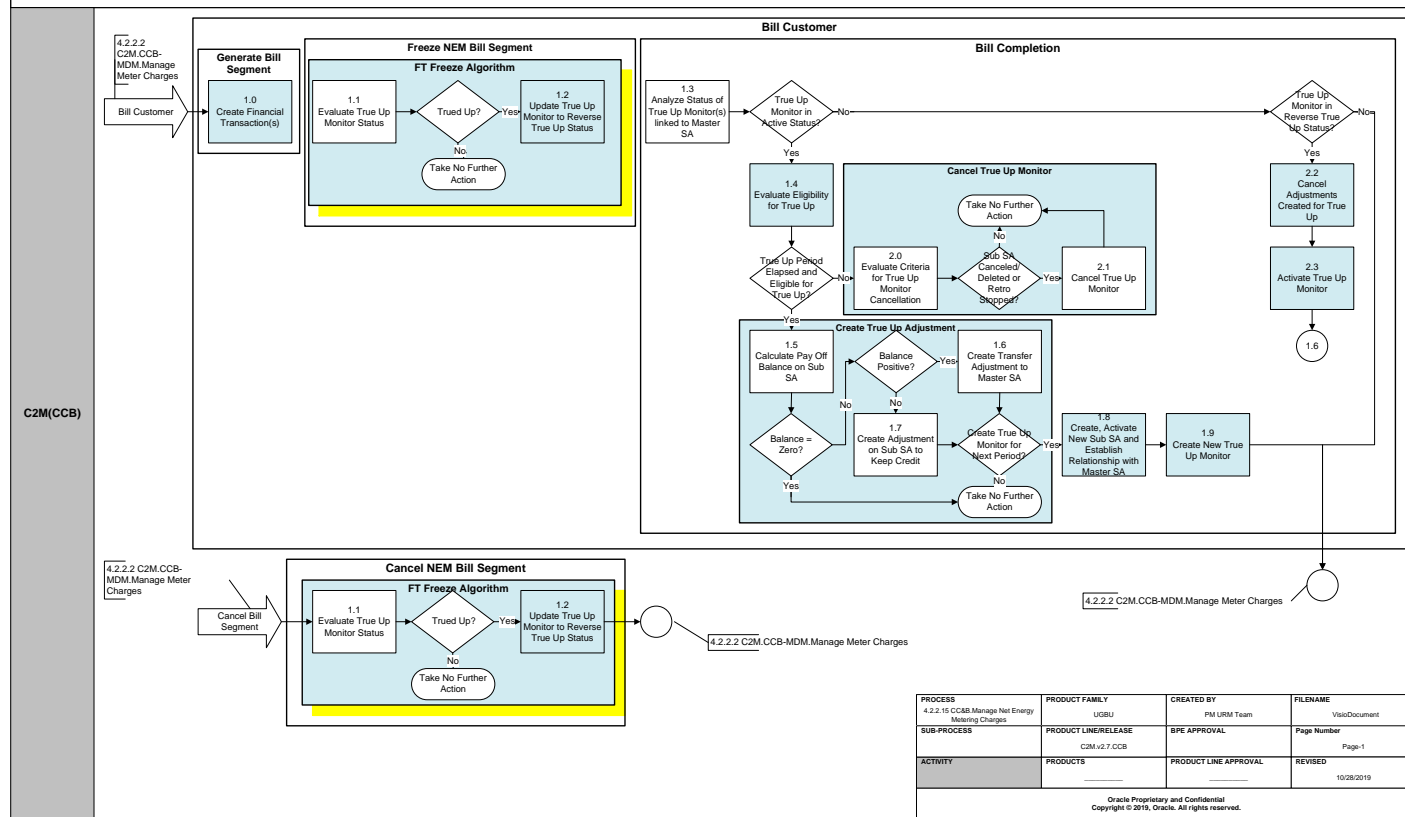 Bill Customer
4.2.2.2
C2M.CCB-
MDM.Manage
Meter Charges
Bill Customer
Generate Bill
Segment
1.0
Create Financial
Transaction(s)
Freeze NEM Bill Segment
FT Freeze Algorithm
1.1
Evaluate True Up
Monitor Status
Trued Up?
Yes
1.2
Update True Up
Monitor to Reverse
True Up Status
No
Take No Further
Action
Bill Completion
1.3
Analyze Status of
True Up Monitor(s)
linked to Master
SA
True Up
Monitor in
Active Status?
No
Yes
True Up
Monitor in
Reverse True
Up Status?
No
Yes
1.4
Evaluate Eligibility
for True Up
True Up Period
Elapsed and
Eligible for
True Up?
No
Yes
Cancel True Up Monitor
Take No Further
Action
No
2.0
Evaluate Criteria
for True Up
Monitor
Cancellation
Sub SA
Canceled/
Deleted or
Retro
Stopped?
Yes
2.1
Cancel True Up
Monitor
2.2
Cancel
Adjustments
Created for True
Up
2.3
Activate True Up
Monitor
1.6
Create True Up Adjustment
1.5
Calculate Pay Off
Balance on Sub
SA
Balance
Positive?
Yes
1.6
Create Transfer
Adjustment to
Master SA
No
No
Balance =
Zero?
1.7
Create Adjustment
on Sub SA to
Keep Credit
Create True Up
Monitor for
Next Period?
Yes
1.8
Create, Activate
New Sub SA and
Establish
Relationship with
Master SA
1.9
Create New True
Up Monitor
Yes
No
Take No Further
Action
C2M(CCB)
4.2.2.2 C2M.CCB-
MDM.Manage Meter
Charges
Cancel Bill
Segment
Cancel NEM Bill Segment
FT Freeze Algorithm
1.1
Evaluate True Up
Monitor Status
Trued Up?
Yes
1.2
Update True Up
Monitor to Reverse
True Up Status
No
Take No Further
Action
4.2.2.2 C2M.CCB-MDM.Manage Meter Charges
4.2.2.2 C2M.CCB-MDM.Manage Meter Charges
PROCESS
4.2.2.15 CC&B.Manage Net Energy
Metering Charges
PRODUCT FAMILY
UGBU
CREATED BY
PM URM Team
FILENAME
VisioDocument
SUB-PROCESS
PRODUCT LINE/RELEASE
C2M.v2.7.CCB
BPE APPROVAL
Page Number
Page-1
ACTIVITY
PRODUCTS
PRODUCT LINE APPROVAL
REVISED
10/28/2019
Oracle Proprietary and Confidential
Copyright © 2019, Oracle. All rights reserved.